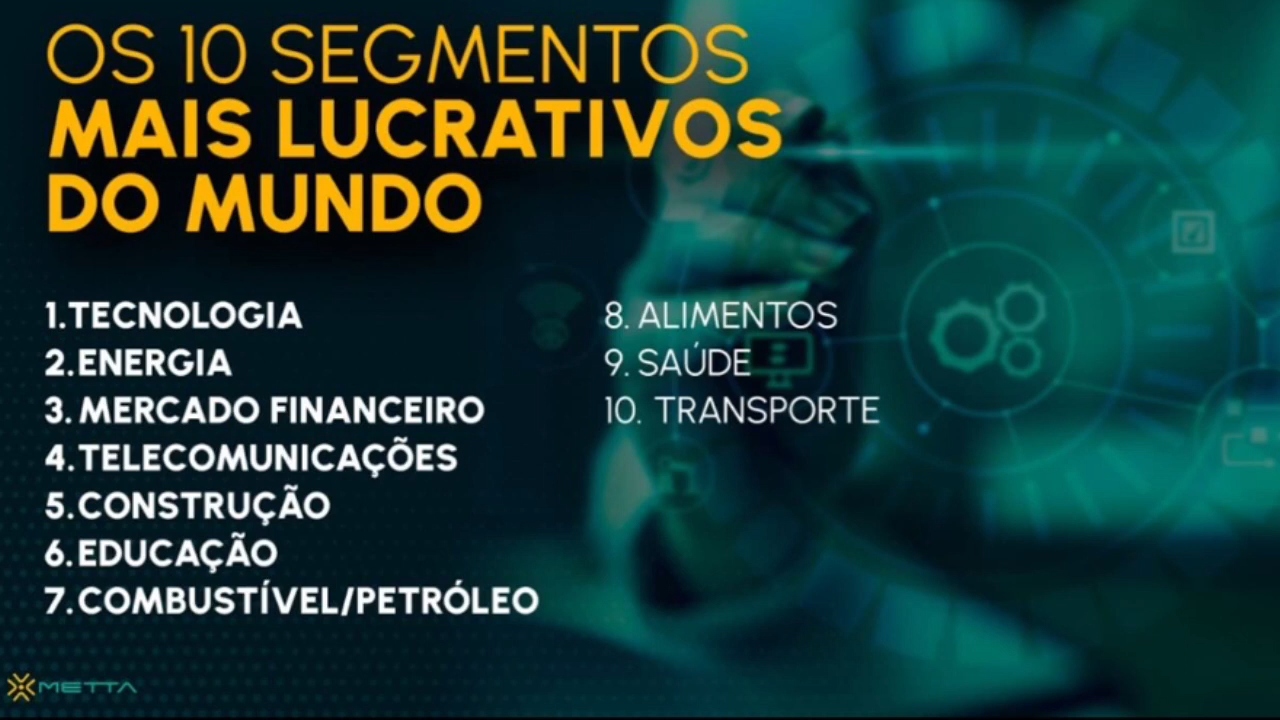 OS 10 SEGMENTOS
MAIS LUCRATIVOS
DO MUNDO
1.TECNOLOGIA
2.ENERGIA
3. MERCADO FINANCEIRO
4.TELECOMUNICAÇÕES
5.CONSTRUÇÃO
6.EDUCAÇÃO
7.COMBUSTÍVEL/PETRÓLEO
8. ALIMENTOS
9. SAÚDE
10. TRANSPORTE
METTA